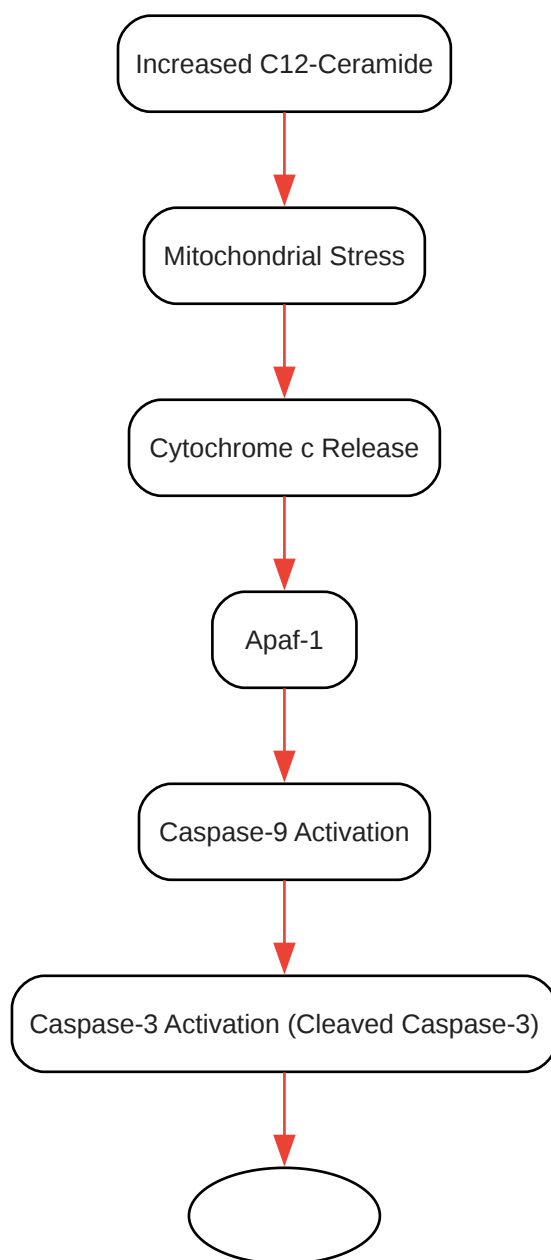 Increased C12-Ceramide
Mitochondrial Stress
Cytochrome c Release
Apaf-1
Caspase-9 Activation
Caspase-3 Activation (Cleaved Caspase-3)